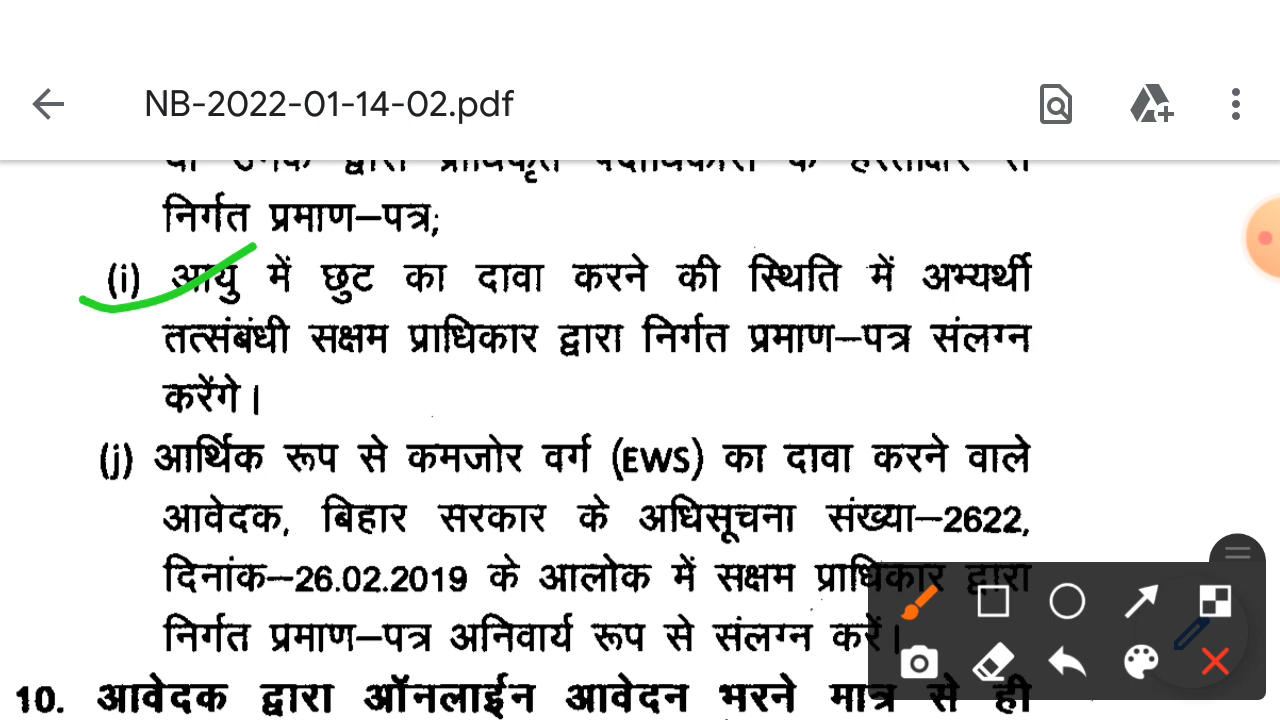 NB-2022-01-14-02.pdf
द्वारा
निर्गत प्रमाण–पत्र;
(i) आयु में छुट का दावा करने की स्थिति में अभ्यर्थी
तत्संबंधी सक्षम प्राधिकार द्वारा निर्गत प्रमाण–पत्र संलग्न
करेंगे।
(j) आर्थिक रूप से कमजोर वर्ग (EWS) का दावा करने वाले
आवेदक, बिहार सरकार के अधिसूचना संख्या–2622,
दिनांक–26.02.2019 के आलोक में सक्षम प्राधिकार द्वारा
निर्गत प्रमाण–पत्र अनिवार्य रूप से संलग्न करें।
10. आवेदक द्वारा ऑनलाईन आवेदन भरने मात्र से ही